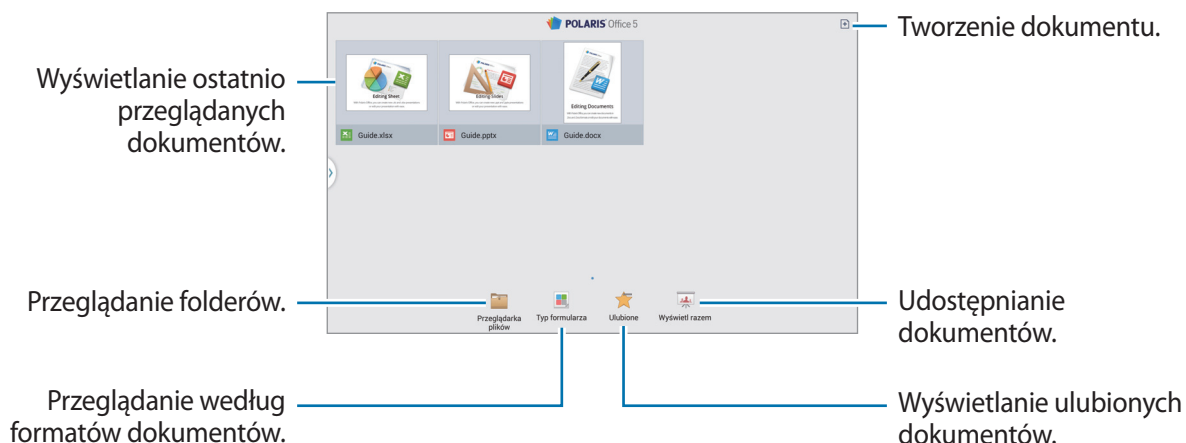 POLARIS Office 5
Tworzenie dokumentu.
Wyświetlanie ostatnio
przeglądanych
dokumentów.
Editing Sheet
Editing Slides
Editing Documents
Guide.xlsx
Guide.pptx
Guide.docx
Przeglądanie folderów.
Przeglądarka
plików
Typ formularza
Ulubione
Wyświetl razem
Udostępnianie
dokumentów.
Przeglądanie według
formatów dokumentów.
Wyświetlanie ulubionych
dokumentów.